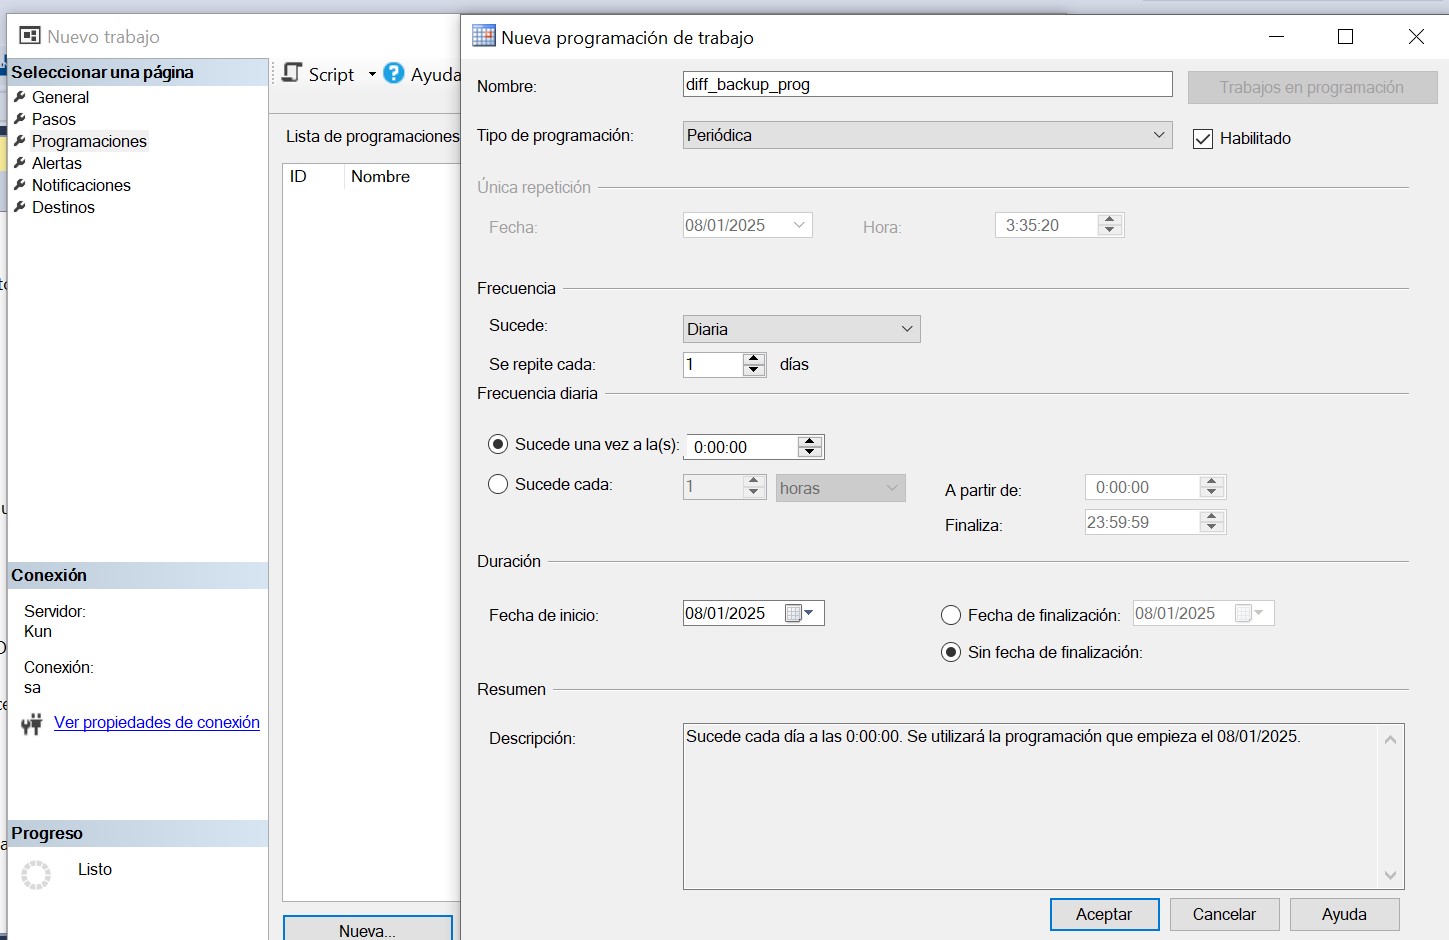 Nuevo trabajo
Seleccionar una página
General
Pasos
Programaciones
Alertas
Notificaciones
Destinos
Conexión
Servidor:
Kun
Conexión:
sa
Ver propiedades de conexión
Progreso
Listo
Script
Ayuda
Lista de programaciones
ID Nombre
Nueva...
Nueva programación de trabajo
Nombre: diff_backup_prog Trabajos en programación
Tipo de programación: Periódica Habilitado
Única repetición
Fecha: 08/01/2025 Hora: 3:35:20
Frecuencia
Sucede: Diaria
Se repite cada: 1 días
Frecuencia diaria
Sucede una vez a la(s): 0:00:00
Sucede cada: 1 horas A partir de: 0:00:00
Finaliza: 23:59:59
Duración
Fecha de inicio: 08/01/2025 Fecha de finalización: 08/01/2025
Sin fecha de finalización:
Resumen
Descripción: Sucede cada día a las 0:00:00. Se utilizará la programación que empieza el 08/01/2025.
Aceptar Cancelar Ayuda